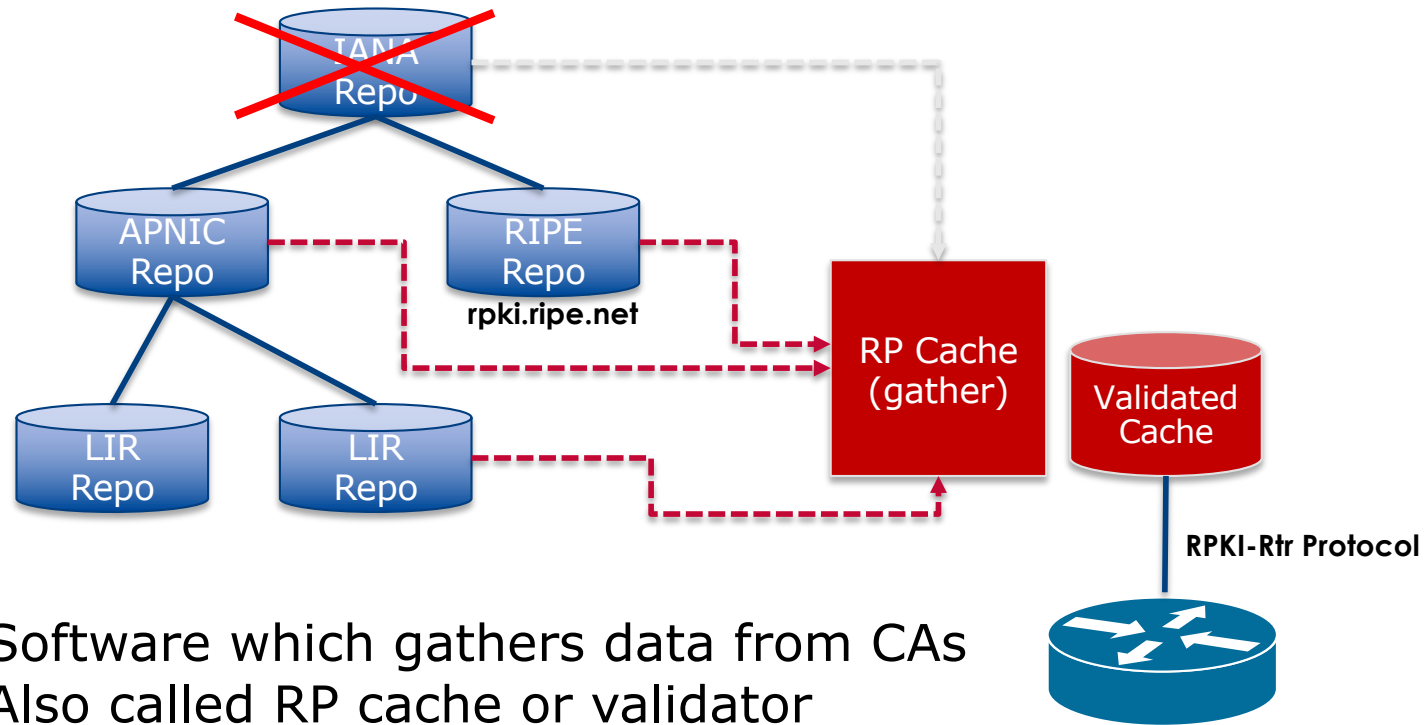 IANA
Repo
APNIC
Repo
RIPE
Repo
rpki.ripe.net
LIR
Repo
LIR
Repo
RP Cache
(gather)
Validated
Cache
RPKI-Rtr Protocol
Software which gathers data from CAs
Also called RP cache or validator